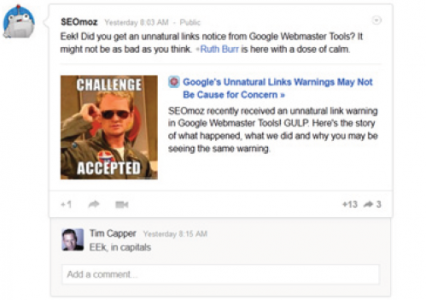 SEOmoz Yesterday 8:03 AM - Public
Eek! Did you get an unnatural links notice from Google Webmaster Tools? It
might not be as bad as you think. +Ruth Burr is here with a dose of calm.
CHALLENGE
ACCEPTED
Google's Unnatural Links Warnings May Not
Be Cause for Concern »
SEOmoz recently received an unnatural link warning
in Google Webmaster Tools! GULP. Here's the story
of what happened, what we did and why you may be
seeing the same warning.
+1
+13
3
Tim Capper Yesterday 8:15 AM
EEk, in capitals
Add a comment...